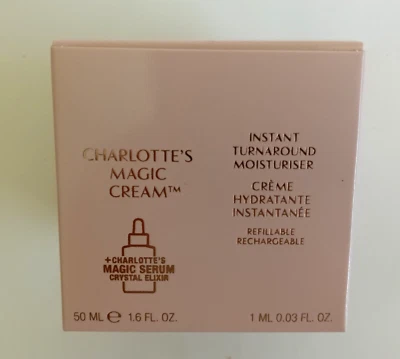 CHARLOTTE'S
MAGIC
CREAM™
+CHARLOTTE'S
MAGIC SERUM
CRYSTAL ELIXIR
50 ML ℮ 1.6 FL. OZ.
INSTANT
TURNAROUND
MOISTURISER
CRÈME
HYDRATANTE
INSTANTANÉE
REFILLABLE
RECHARGEABLE
1 ML 0.03 FL. OZ.